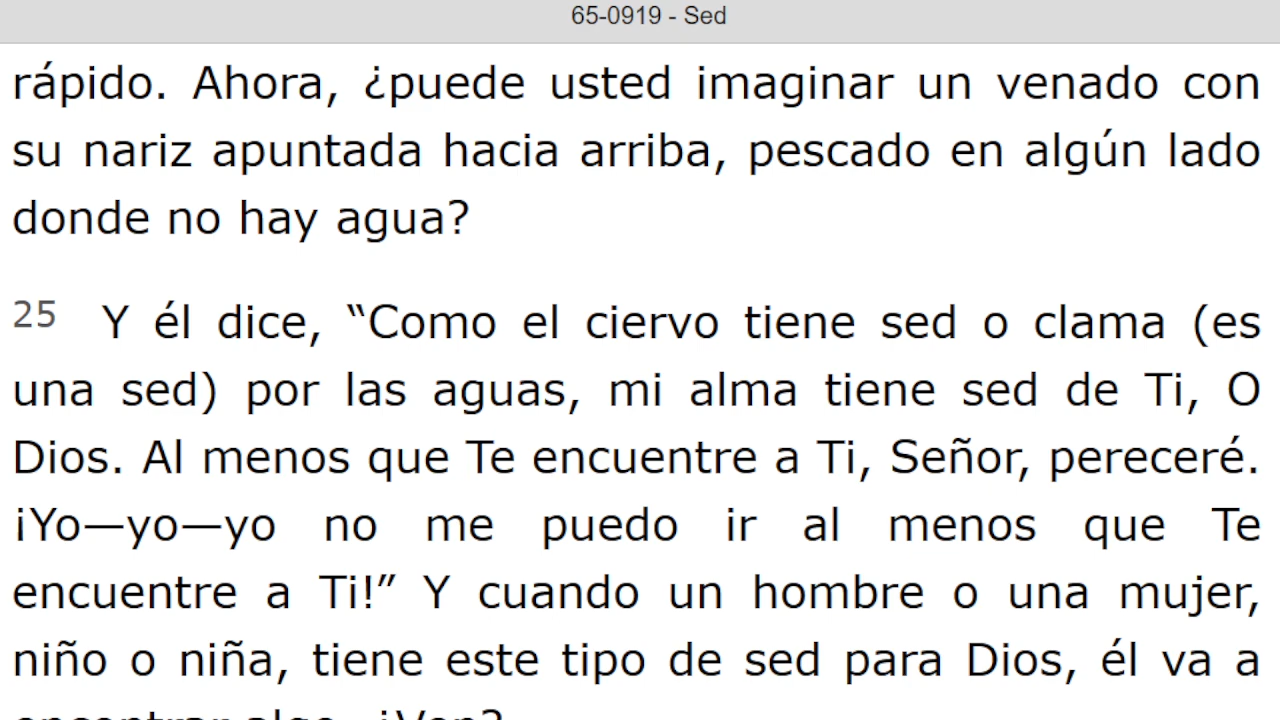 65-0919 - Sed
rápido. Ahora, ¿puede usted imaginar un venado con
su nariz apuntada hacia arriba, pescado en algún lado
donde no hay agua?
25 Y él dice, “Como el ciervo tiene sed o clama (es
una sed) por las aguas, mi alma tiene sed de Ti, O
Dios. Al menos que Te encuentre a Ti, Señor, pereceré.
¡Yo—yo—yo no me puedo ir al menos que Te
encuentre a Ti!” Y cuando un hombre o una mujer,
niño o niña, tiene este tipo de sed para Dios, él va a
encontrar algo. ¿Ven?